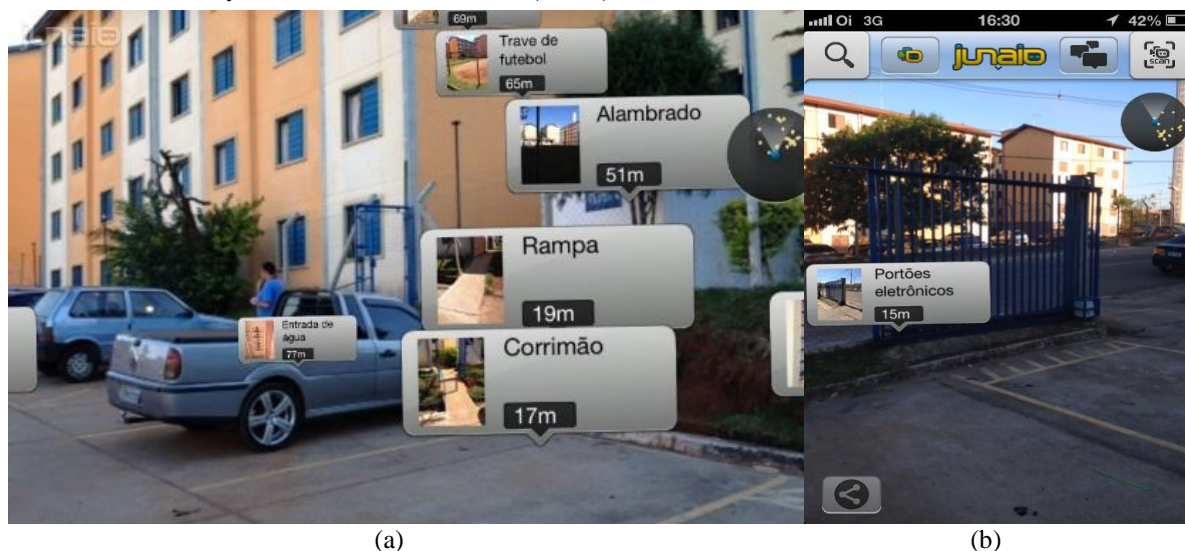 junaio
69m
Trave de
futebol
65m
Alambrado
51m
Rampa
19m
Entrada de
água
77m
Corrimão
17m
Oi 3G 16:30 42%
junaio
scan
Portões
eletrônicos
15m
(a) (b)